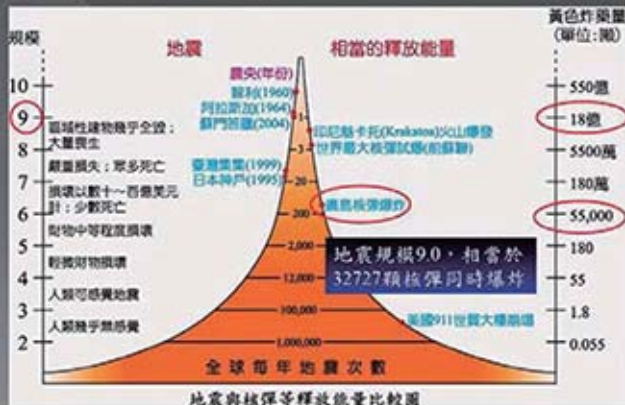 規模
地震
相當的釋放能量
黃色炸藥量
(單位:噸)
震央(年份)
10
智利(1960)
550億
阿拉斯加(1964)
9
蘇門答臘(2004)
1
18億
區域性建物幾乎全毀；
大量喪生
印尼魁卡托(Krakatoa)火山爆發
世界最大核彈試爆(前蘇聯)
8
3
5500萬
嚴重損失；眾多死亡
臺灣集集(1999)
日本神戶(1995)
7
20
180萬
損壞以數十～百億美元
計；少數死亡
廣島核彈爆炸
6
200
55,000
財物中等程度損壞
5
2,000
180
地震規模9.0，相當於
32727顆核彈同時爆炸
輕微財物損壞
4
12,000
55
人類可感覺地震
3
100,000
1.8
美國911世貿大樓崩塌
人類幾乎無感覺
2
1,000,000
0.055
全球每年地震次數
地震與核彈等釋放能量比較圖